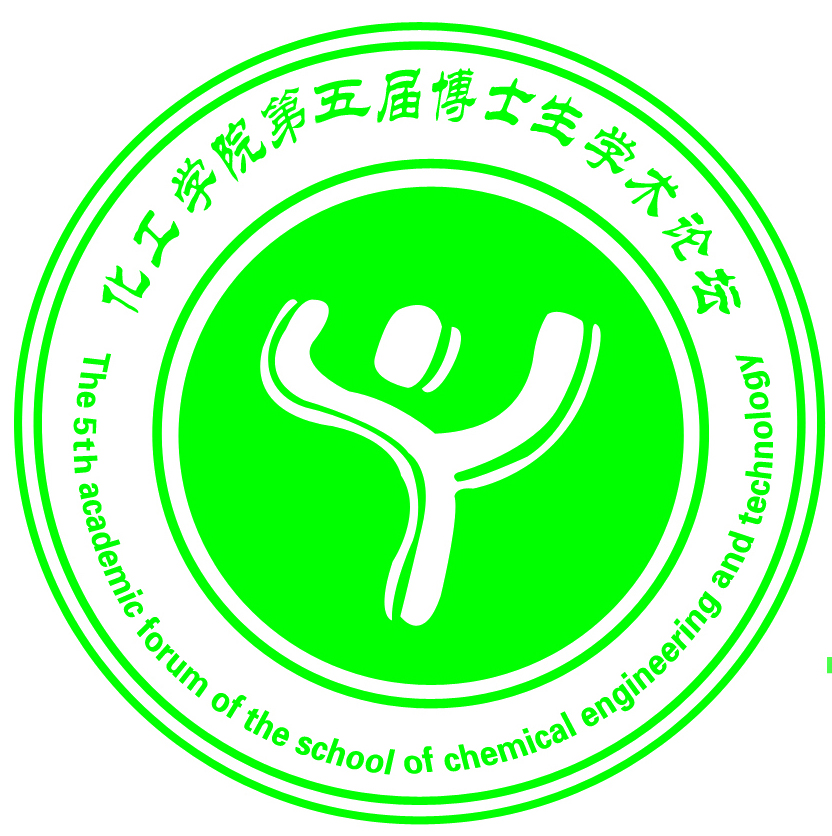 化工学院第五届博士生学术论坛
The 5th academic forum of the school of chemical engineering and technology